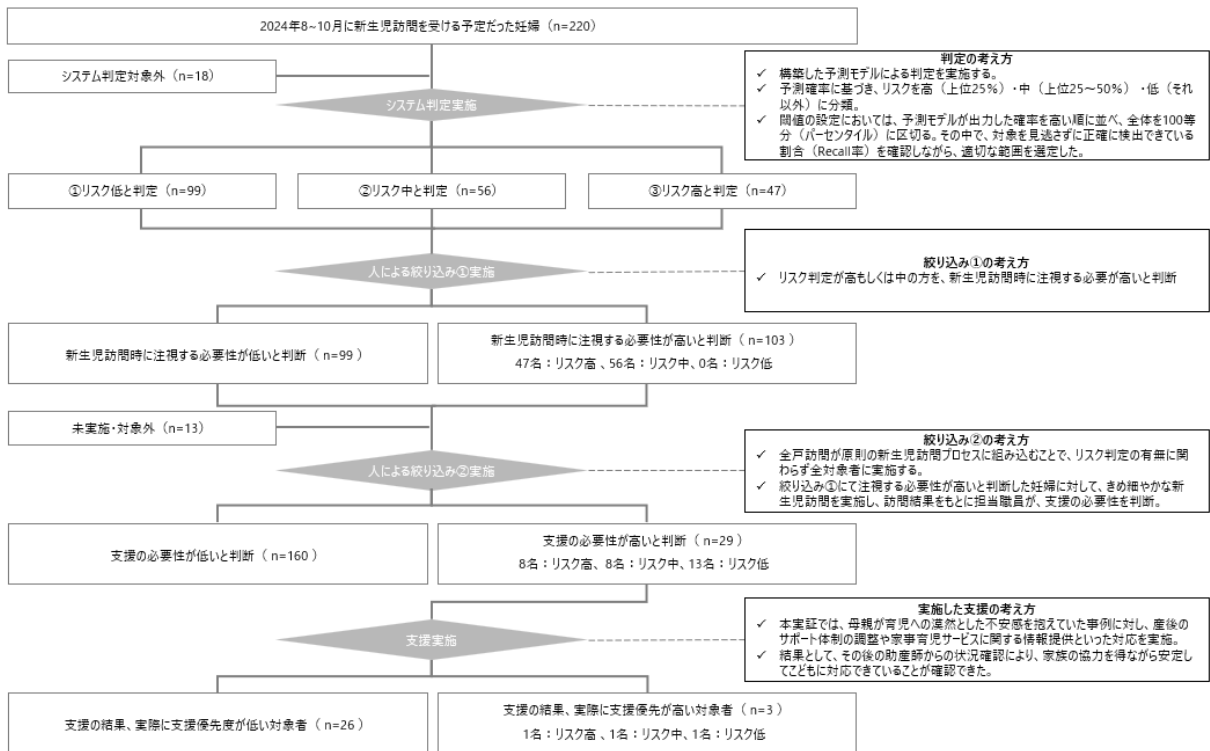 2024年8~10月に新生児訪問を受ける予定だった妊婦（n=220）
システム判定対象外（n=18）
システム判定実施
判定の考え方
✓ 構築した予測モデルによる判定を実施する。
✓ 予測確率に基づき、リスクを高（上位25%）・中（上位25～50%）・低（それ
以外）に分類。
✓ 閾値の設定においては、予測モデルが出力した確率を高い順に並べ、全体を100等
分（パーセンタイル）に区切る。その中で、対象を見逃さずに正確に検出できている
割合（Recall率）を確認しながら、適切な範囲を選定した。
①リスク低と判定（n=99）
②リスク中と判定（n=56）
③リスク高と判定（n=47）
人による絞り込み①実施
絞り込み①の考え方
✓ リスク判定が高もしくは中の方を、新生児訪問時に注視する必要が高いと判断
新生児訪問時に注視する必要性が低いと判断（ n=99 ）
新生児訪問時に注視する必要性が高いと判断（ n=103 ）
47名：リスク高 、56名：リスク中、0名：リスク低
未実施・対象外（n=13）
人による絞り込み②実施
絞り込み②の考え方
✓ 全戸訪問が原則の新生児訪問プロセスに組み込むことで、リスク判定の有無に関
わらず全対象者に実施する。
✓ 絞り込み①にて注視する必要性が高いと判断した妊婦に対して、きめ細やかな新
生児訪問を実施し、訪問結果をもとに担当職員が、支援の必要性を判断。
支援の必要性が低いと判断（ n=160 ）
支援の必要性が高いと判断（ n=29 ）
8名：リスク高、8名：リスク中、13名：リスク低
支援実施
実施した支援の考え方
✓ 本実証では、母親が育児への漠然とした不安感を抱えていた事例に対し、産後の
サポート体制の調整や家事育児サービスに関する情報提供といった対応を実施。
✓ 結果として、その後の助産師からの状況確認により、家族の協力を得ながら安定し
てこどもに対応できていることが確認できた。
支援の結果、実際に支援優先度が低い対象者（ n=26 ）
支援の結果、実際に支援優先が高い対象者（ n=3 ）
1名：リスク高 、1名：リスク中、1名：リスク低